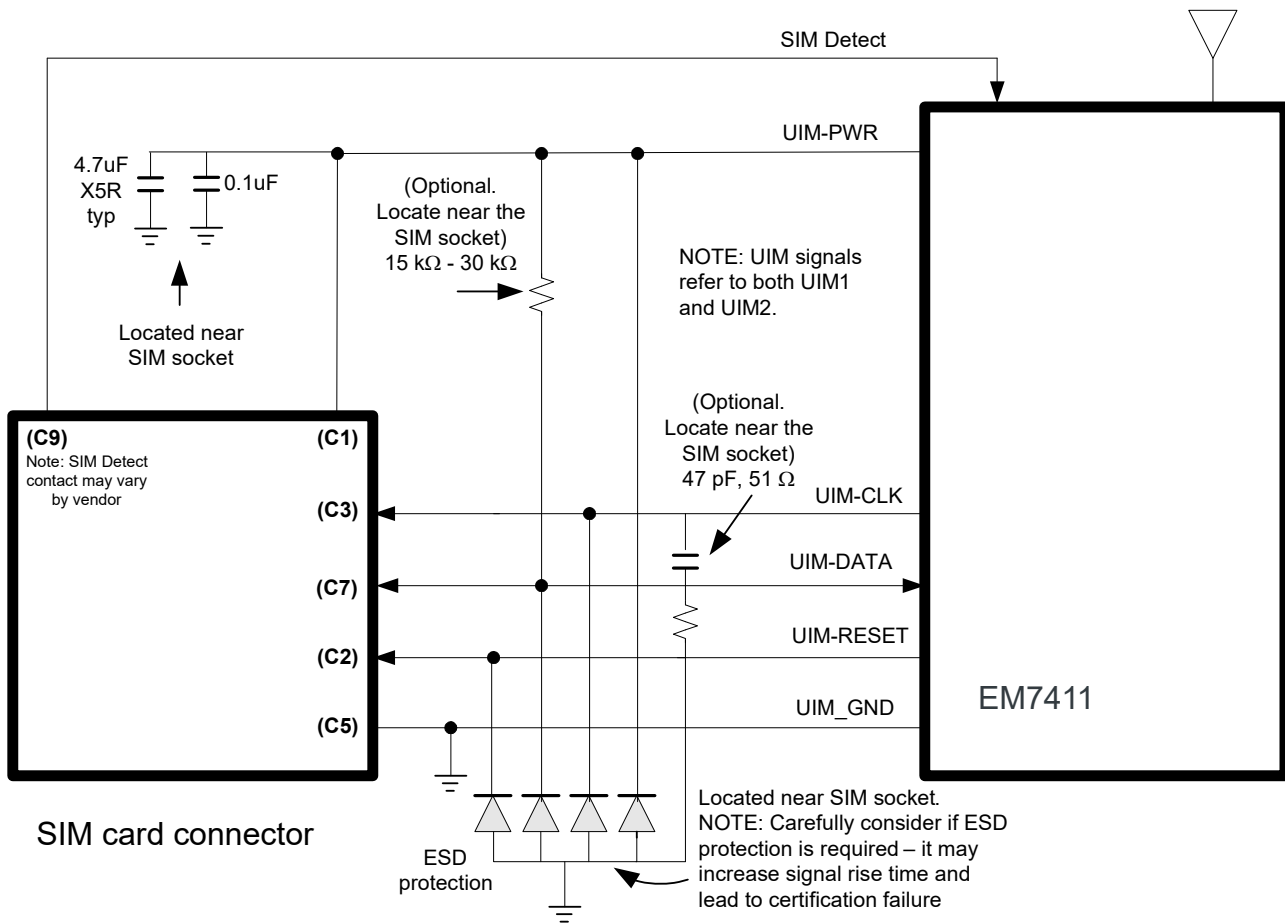 SIM Detect
UIM-PWR
4.7uF
X5R
typ
0.1uF
(Optional.
Locate near the
SIM socket)
15 kΩ - 30 kΩ
NOTE: UIM signals
refer to both UIM1
and UIM2.
Located near
SIM socket
(C9)
Note: SIM Detect
contact may vary
by vendor
(C1)
(Optional.
Locate near the
SIM socket)
47 pF, 51 Ω
(C3)
UIM-CLK
(C7)
UIM-DATA
(C2)
UIM-RESET
(C5)
UIM_GND
EM7411
SIM card connector
ESD
protection
Located near SIM socket.
NOTE: Carefully consider if ESD
protection is required – it may
increase signal rise time and
lead to certification failure